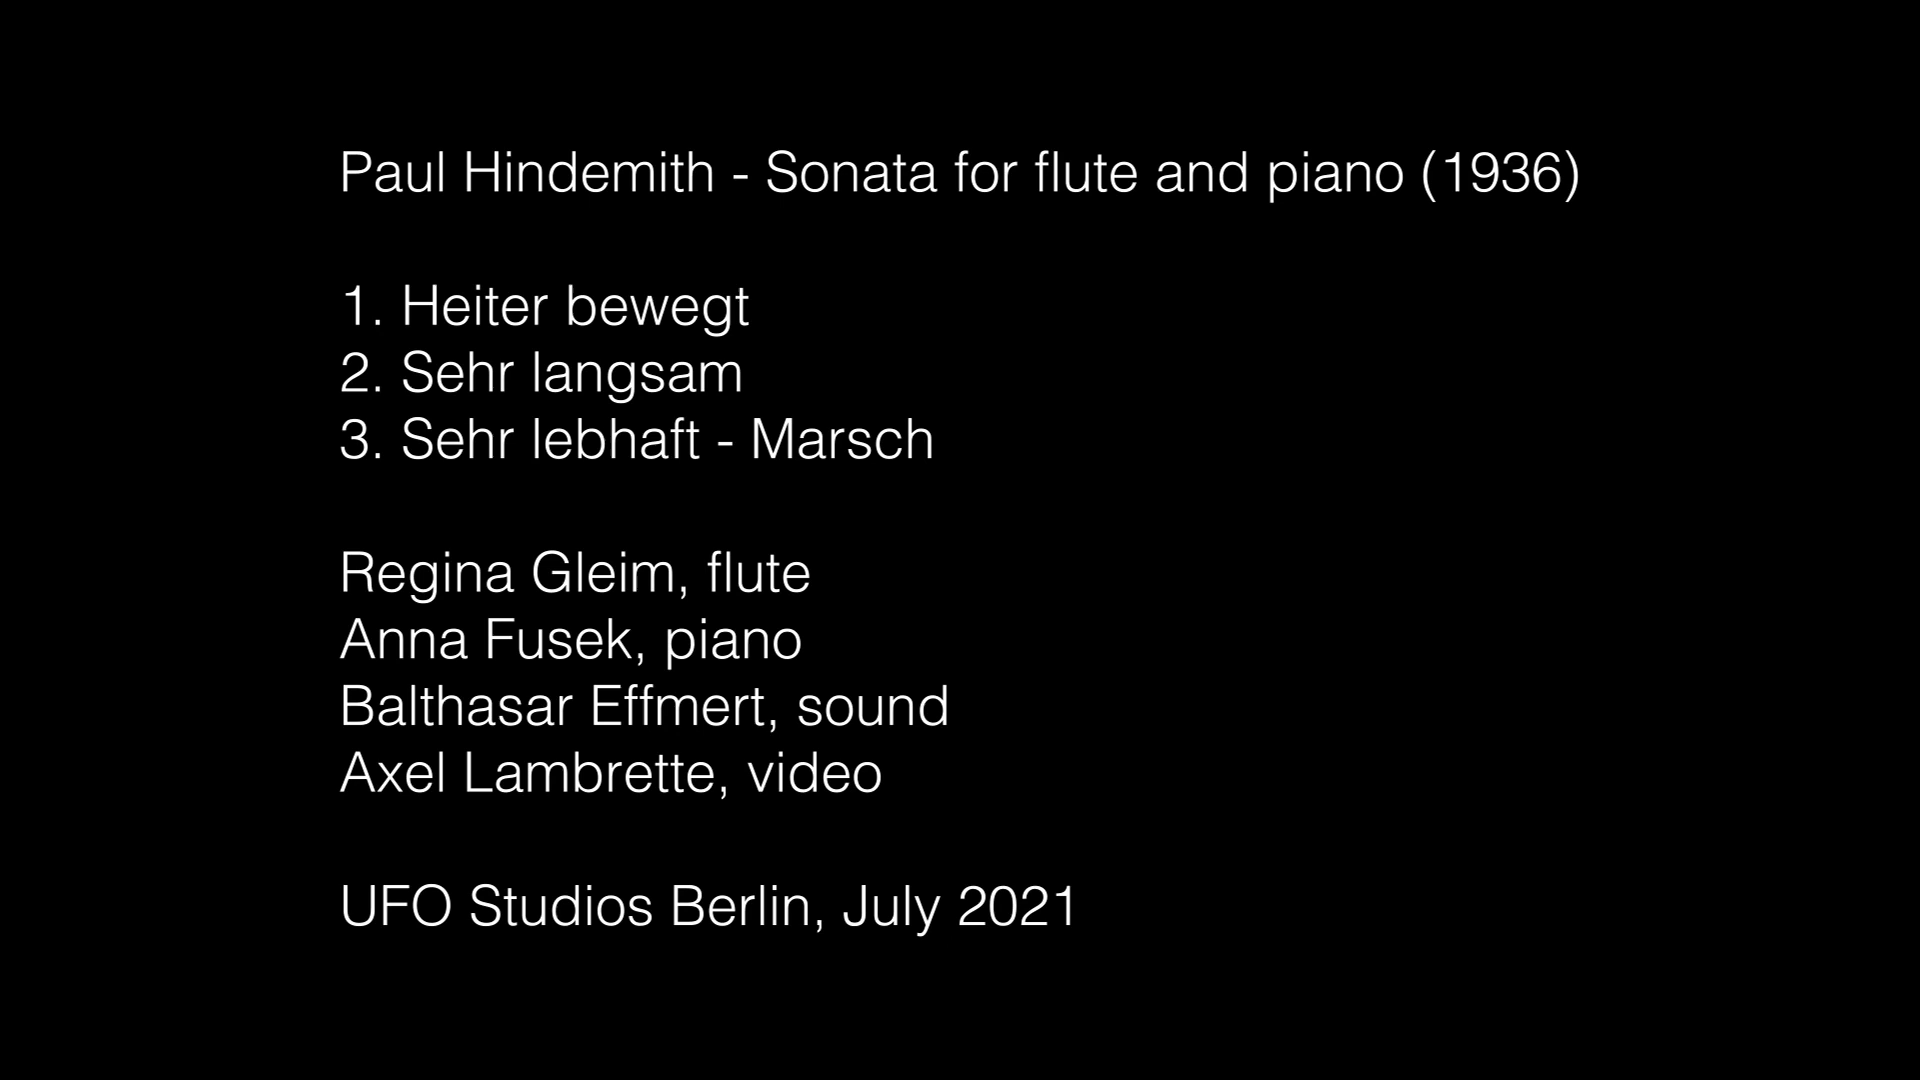 Paul Hindemith - Sonata for flute and piano (1936)
1. Heiter bewegt
2. Sehr langsam
3. Sehr lebhaft - Marsch
Regina Gleim, flute
Anna Fusek, piano
Balthasar Effmert, sound
Axel Lambrette, video
UFO Studios Berlin, July 2021